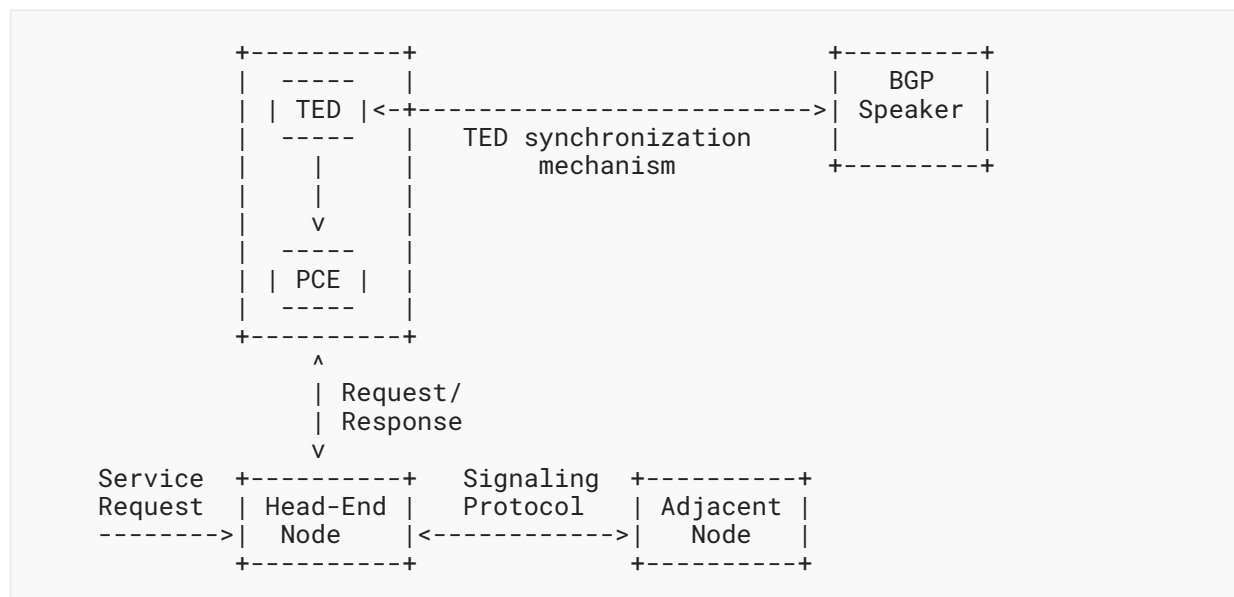 +----------+                           +---------+
|  -----   |                           |   BGP   |
| | TED |<-+-------------------------->| Speaker |
|  -----   |   TED synchronization     |         |
|    |     |        mechanism          +---------+
|    |     |
|    v     |
|  -----   |
| | PCE |  |
|  -----   |
+----------+
     ^
     | Request/
     | Response
     v
Service  +----------+   Signaling  +----------+
Request  | Head-End |   Protocol   | Adjacent |
-------->|  Node    |<------------>|   Node   |
         +----------+              +----------+